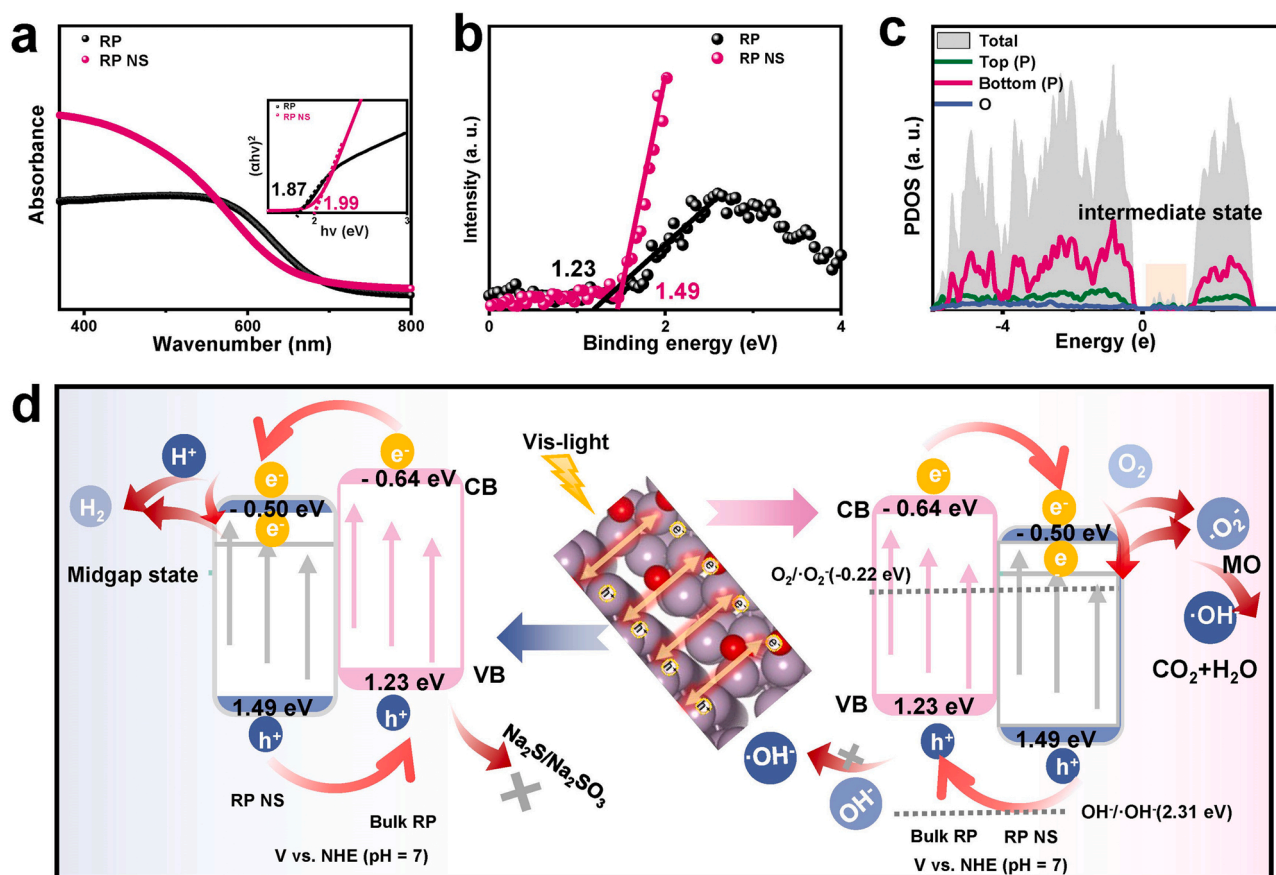 a
RP
RP NS
Absorbance
Wavenumber (nm)
400
600
800
(αhν)²
RP
RP NS
1.87
1.99
2
3
hν (eV)
b
RP
RP NS
Intensity (a. u.)
1.23
1.49
0
2
4
Binding energy (eV)
c
Total
Top (P)
Bottom (P)
O
PDOS (a. u.)
intermediate state
-4
0
Energy (e)
d
H⁺
H₂
e⁻
- 0.50 eV
e⁻
Midgap state
1.49 eV
h⁺
RP NS
e⁻
- 0.64 eV
CB
1.23 eV
VB
h⁺
Bulk RP
V vs. NHE (pH = 7)
Na₂S/Na₂SO₃
Vis-light
e⁻
e⁻
e⁻
e⁻
h⁺
h⁺
h⁺
h⁺
e⁻
CB
- 0.64 eV
O₂/·O₂⁻(-0.22 eV)
VB
1.23 eV
h⁺
e⁻
- 0.50 eV
e⁻
1.49 eV
h⁺
O₂
·O₂⁻
MO
·OH
CO₂+H₂O
·OH-
OH⁻
OH⁻/·OH⁻(2.31 eV)
Bulk RP
RP NS
V vs. NHE (pH = 7)